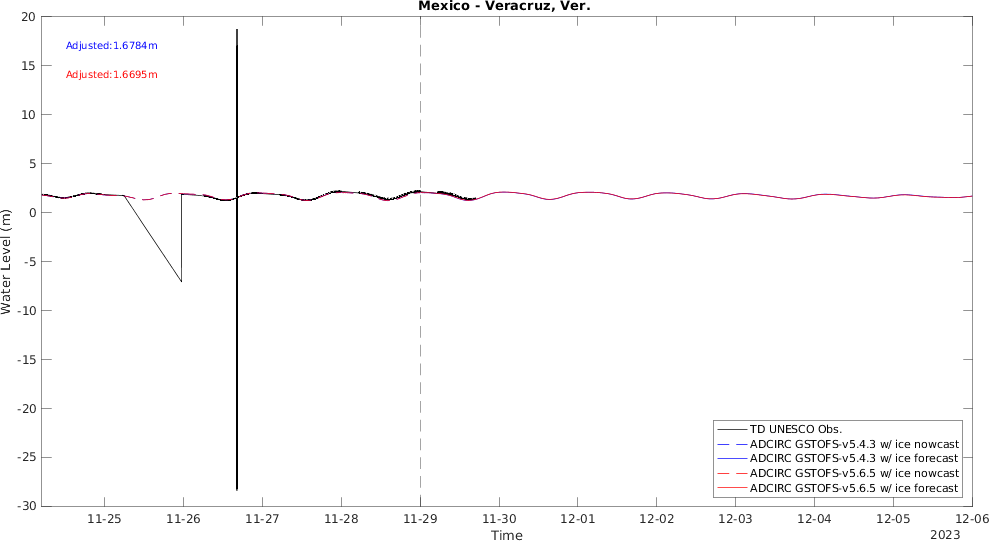 Mexico - Veracruz, Ver.
20
15
10
5
0
-5
-10
-15
-20
-25
-30
Water Level (m)
Adjusted:1.6784m
Adjusted:1.6695m
TD UNESCO Obs.
ADCIRC GSTOFS-v5.4.3 w/ ice nowcast
ADCIRC GSTOFS-v5.4.3 w/ ice forecast
ADCIRC GSTOFS-v5.6.5 w/ ice nowcast
ADCIRC GSTOFS-v5.6.5 w/ ice forecast
11-25 11-26 11-27 11-28 11-29 11-30 12-01 12-02 12-03 12-04 12-05 12-06
Time
2023